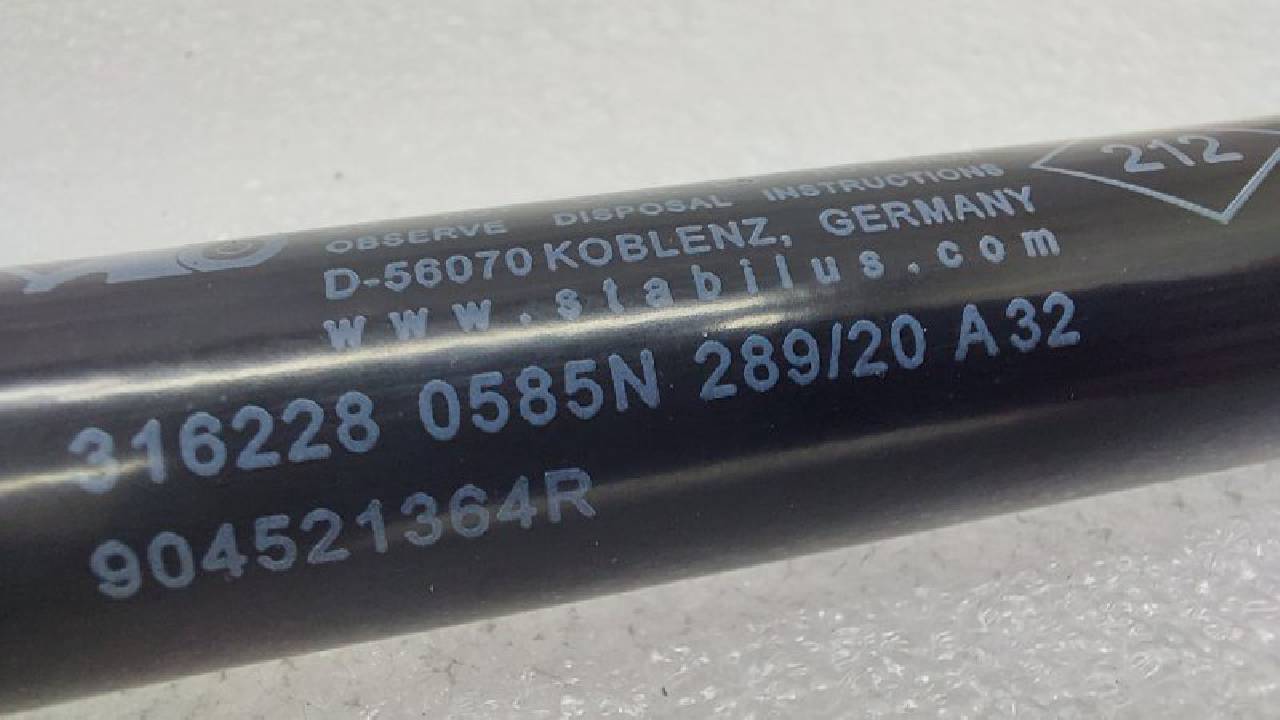 OBSERVE DISPOSAL INSTRUCTIONS
D-56070 KOBLENZ, GERMANY
www.stabilus.com
316228 0585N 289/20 A32
904521364R
212